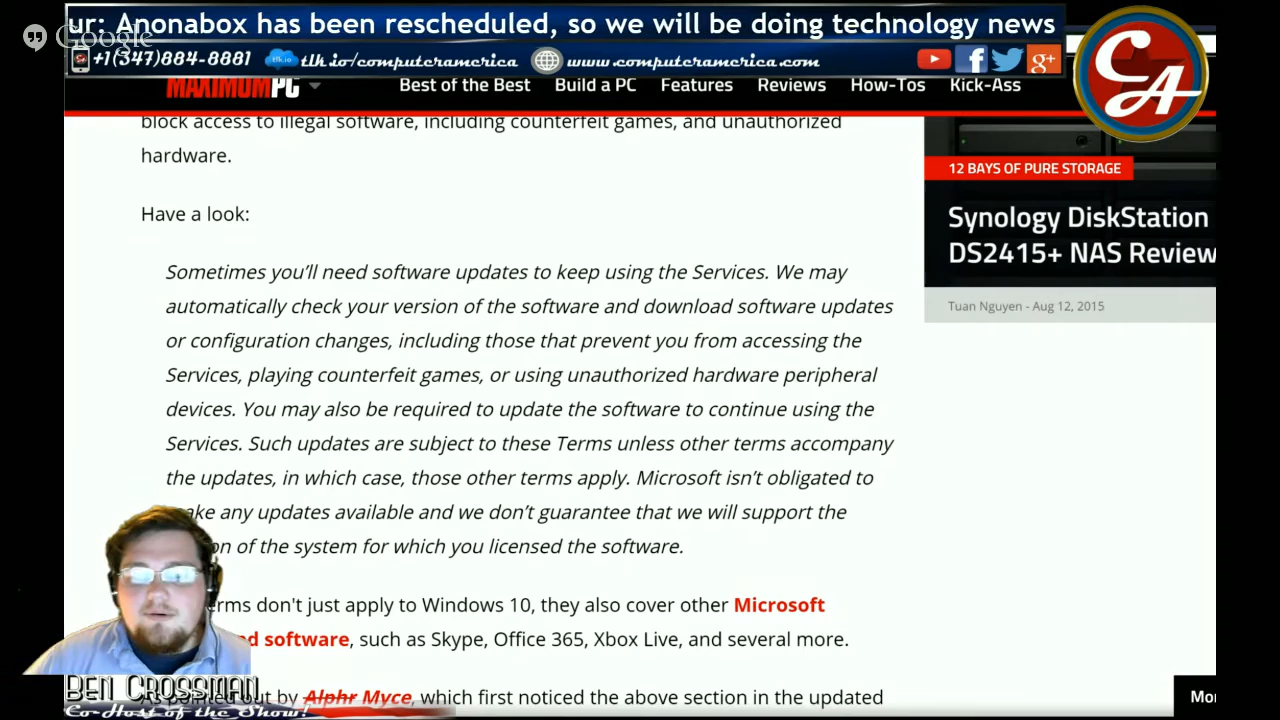 ur: Anonabox has been rescheduled, so we will be doing technology news
Google
+1(347)884-8881 tlk.io tlk.io/computeramerica www.computeramerica.com
CA
MAXIMUMPC Best of the Best Build a PC Features Reviews How-Tos Kick-Ass
block access to illegal software, including counterfeit games, and unauthorized
hardware.
Have a look:
Sometimes you'll need software updates to keep using the Services. We may
automatically check your version of the software and download software updates
or configuration changes, including those that prevent you from accessing the
Services, playing counterfeit games, or using unauthorized hardware peripheral
devices. You may also be required to update the software to continue using the
Services. Such updates are subject to these Terms unless other terms accompany
the updates, in which case, those other terms apply. Microsoft isn't obligated to
any updates available and we don't guarantee that we will support the
of the system for which you licensed the software.
don't just apply to Windows 10, they also cover other Microsoft
software, such as Skype, Office 365, Xbox Live, and several more.
As pointed out by Alphr Myce, which first noticed the above section in the updated
12 BAYS OF PURE STORAGE
Synology DiskStation
DS2415+ NAS Review
Tuan Nguyen - Aug 12, 2015
Mo
BEN CROSSMAN
Co-Host of the Show!